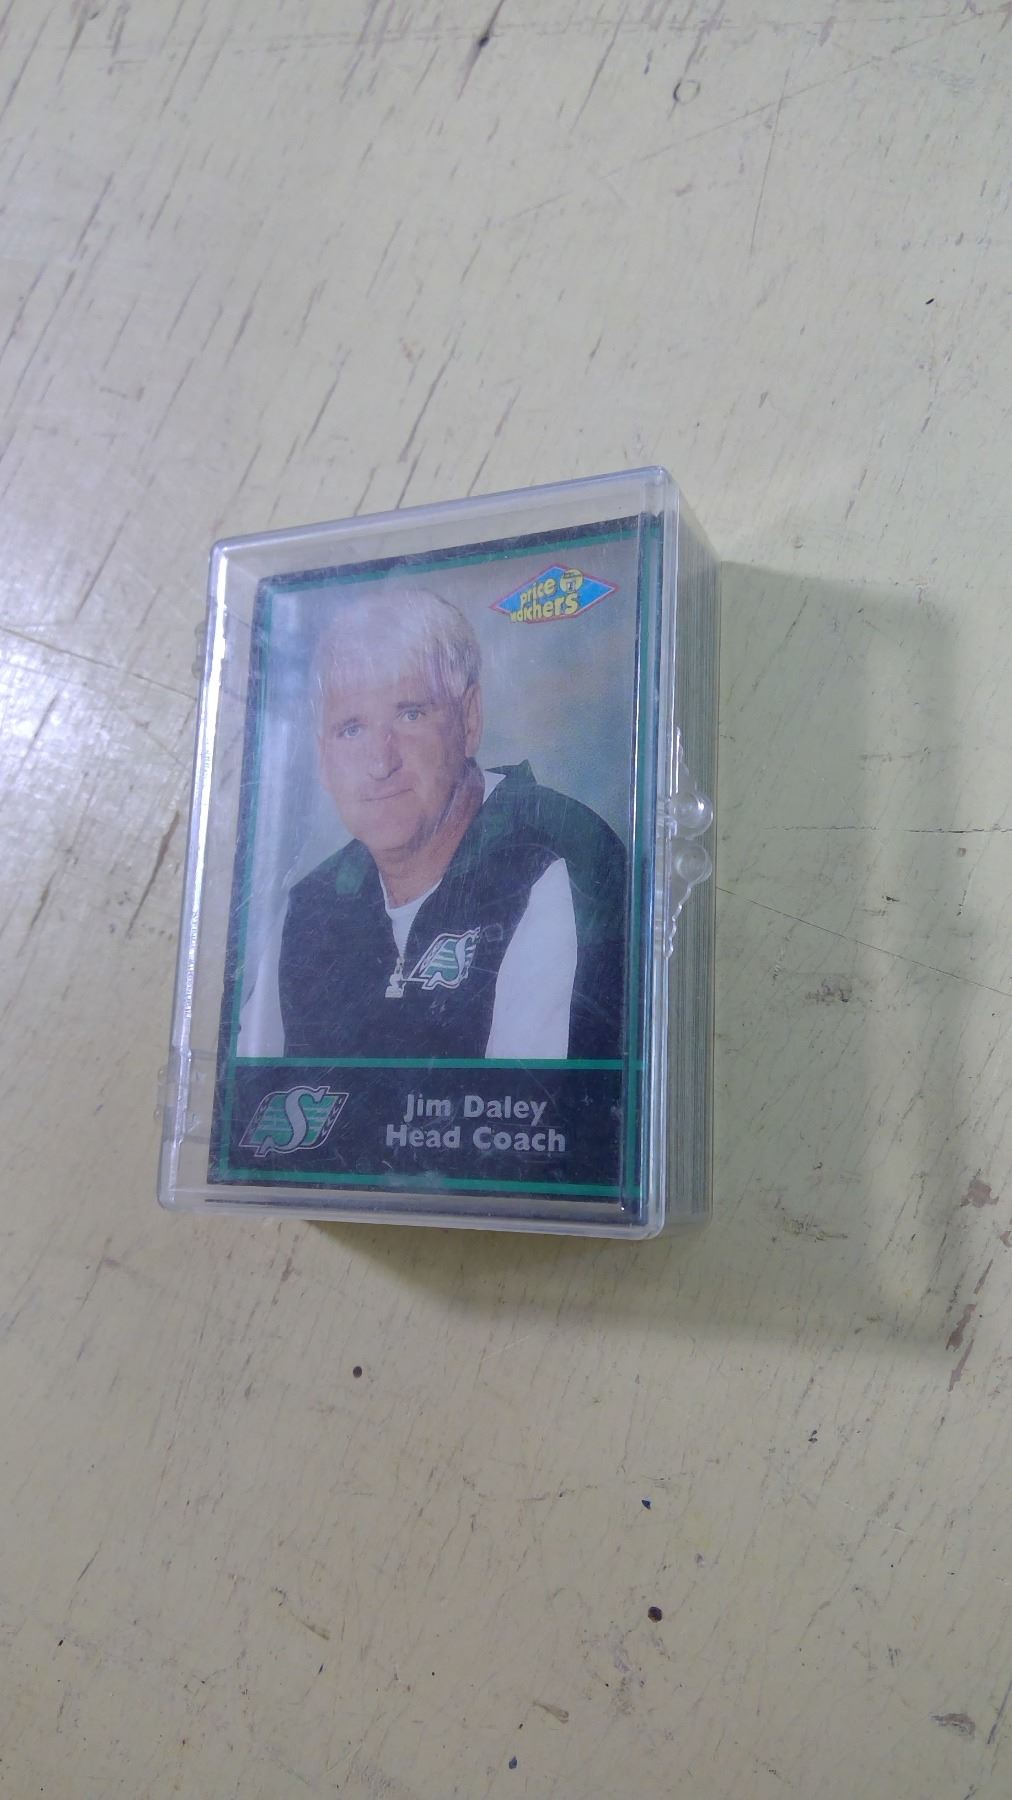 price
watchers
S
S
Jim Daley
Head Coach